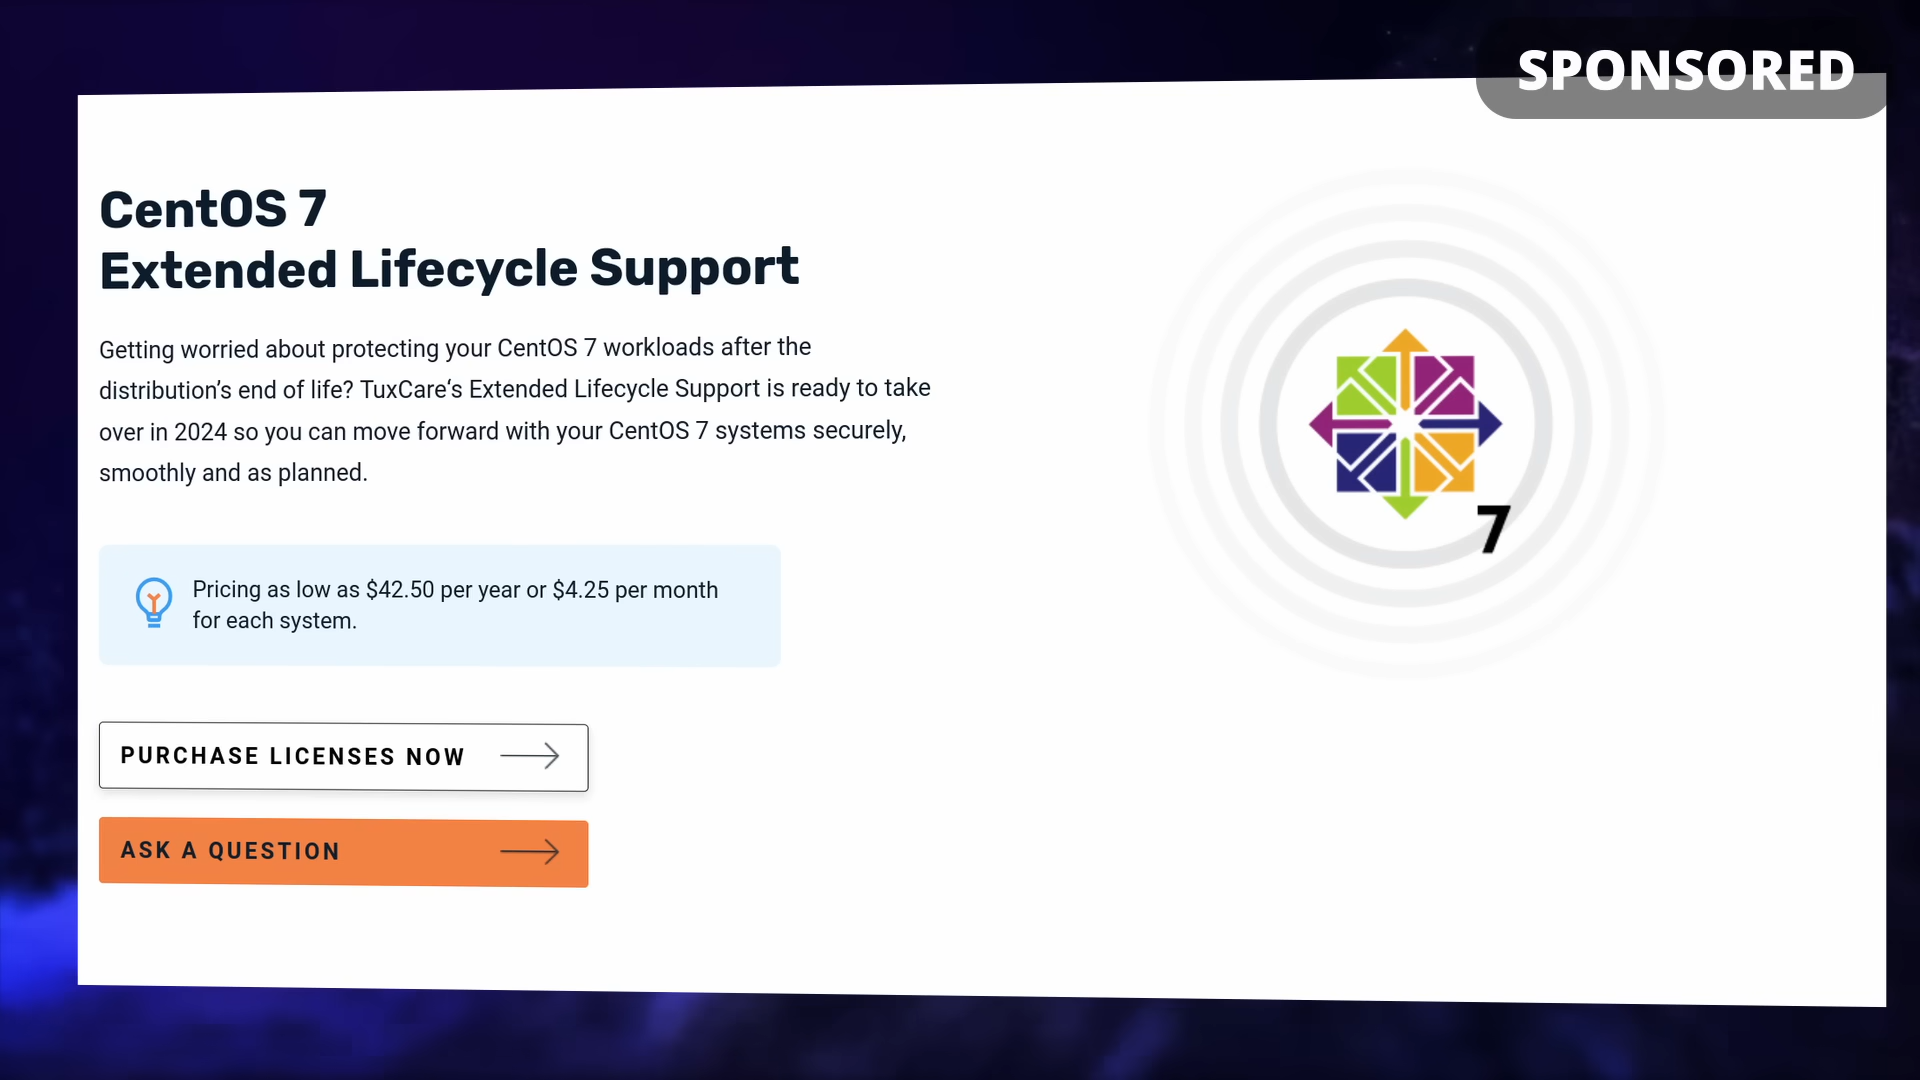 SPONSORED
CentOS 7
Extended Lifecycle Support
Getting worried about protecting your CentOS 7 workloads after the
distribution’s end of life? TuxCare‘s Extended Lifecycle Support is ready to take
over in 2024 so you can move forward with your CentOS 7 systems securely,
smoothly and as planned.
7
Pricing as low as $42.50 per year or $4.25 per month
for each system.
PURCHASE LICENSES NOW
ASK A QUESTION